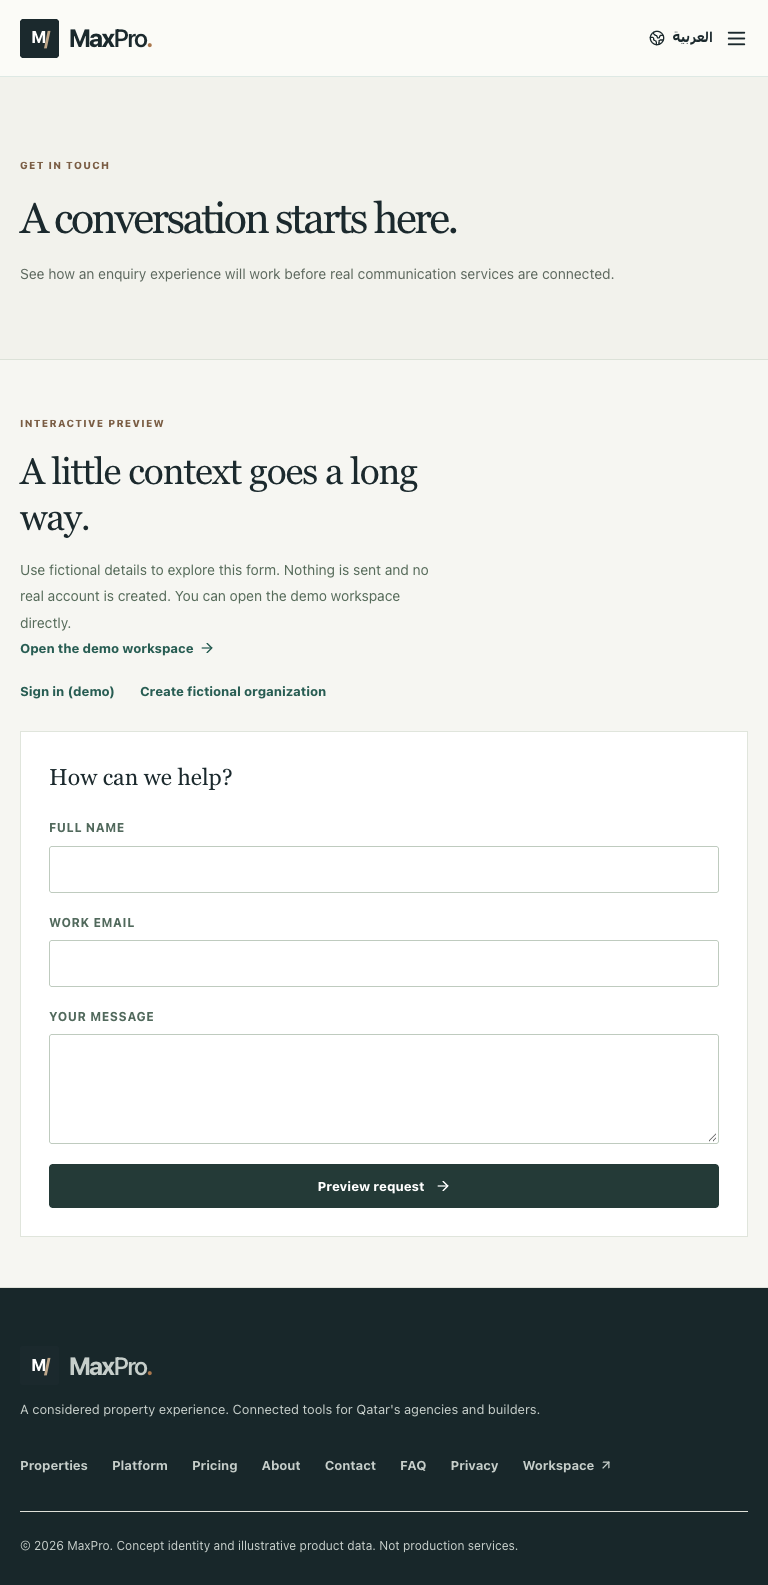 M/ MaxPro.
العربية
GET IN TOUCH
A conversation starts here.
See how an enquiry experience will work before real communication services are connected.
INTERACTIVE PREVIEW
A little context goes a long
way.
Use fictional details to explore this form. Nothing is sent and no
real account is created. You can open the demo workspace
directly.
Open the demo workspace →
Sign in (demo) Create fictional organization
How can we help?
FULL NAME
WORK EMAIL
YOUR MESSAGE
Preview request →
M/ MaxPro.
A considered property experience. Connected tools for Qatar's agencies and builders.
Properties Platform Pricing About Contact FAQ Privacy Workspace ↗
© 2026 MaxPro. Concept identity and illustrative product data. Not production services.